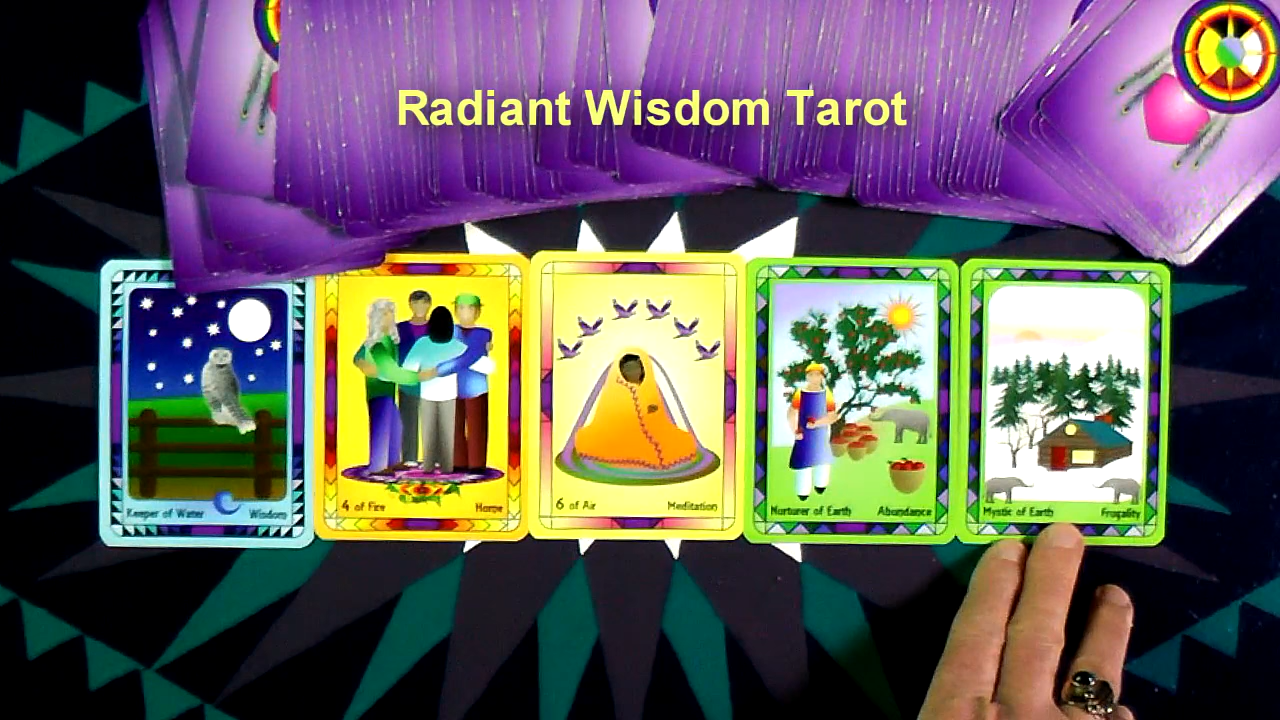 Radiant Wisdom Tarot
Keeper of Water Wisdom
4 of Fire Home
6 of Air Meditation
Nurturer of Earth Abundance
Mystic of Earth Frugality